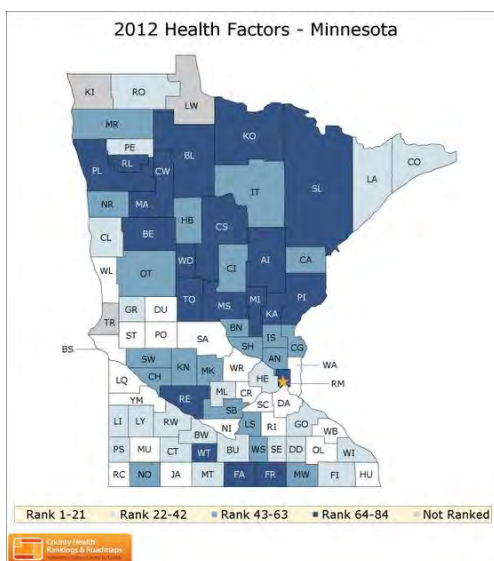 2012 Health Factors - Minnesota
KI
RO
LW
MR
KO
PE
BL
RL
PL
CW
SL
LA
CO
IT
NR
MA
HB
CS
CL
BE
AI
CA
WL
OT
WD
CI
PI
TO
MS
MI
KA
GR
DU
TR
BN
ST
PO
SA
SH
IS
CG
BS
AN
SW
KN
MK
WR
HE
WA
LQ
CH
RM
YM
RE
ML
CR
SC
DA
SB
LI
LY
RW
NI
LS
RI
GO
BW
WB
PS
MU
CT
WT
BU
WS
SE
DD
OL
WI
RC
NO
JA
MT
FA
FR
MW
FI
HU
Rank 1-21 Rank 22-42 Rank 43-63 Rank 64-84 Not Ranked
County Health
Rankings & Roadmaps